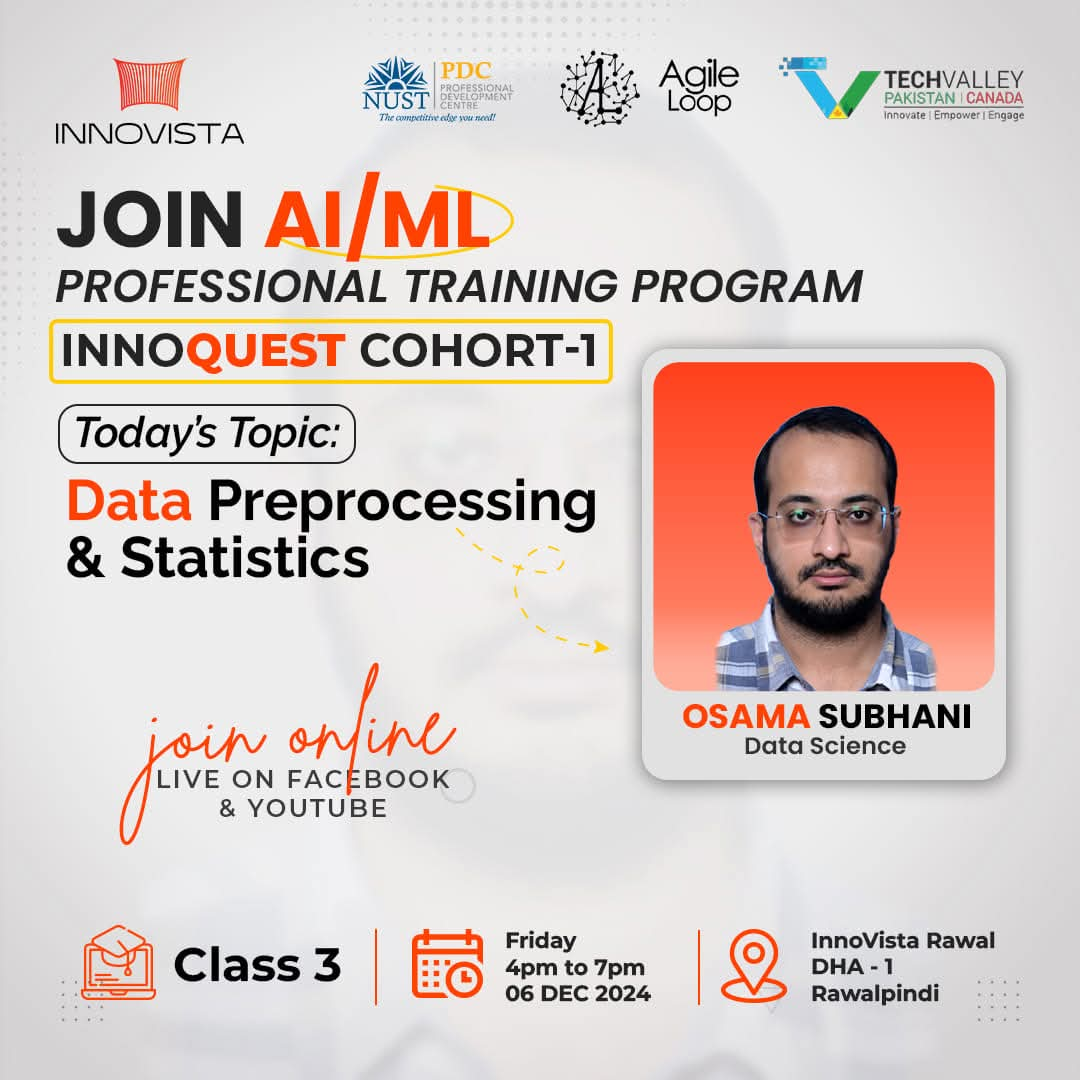 INNOVISTA
NUST
PDC
PROFESSIONAL
DEVELOPMENT
CENTRE
The competitive edge you need!
AL
Agile
Loop
TECHVALLEY
PAKISTAN | CANADA
Innovate | Empower | Engage
JOIN AI/ML
PROFESSIONAL TRAINING PROGRAM
INNOQUEST COHORT-1
Today's Topic:
Data Preprocessing
& Statistics
join online
LIVE ON FACEBOOK
& YOUTUBE
OSAMA SUBHANI
Data Science
Class 3
Friday
4pm to 7pm
06 DEC 2024
InnoVista Rawal
DHA - 1
Rawalpindi